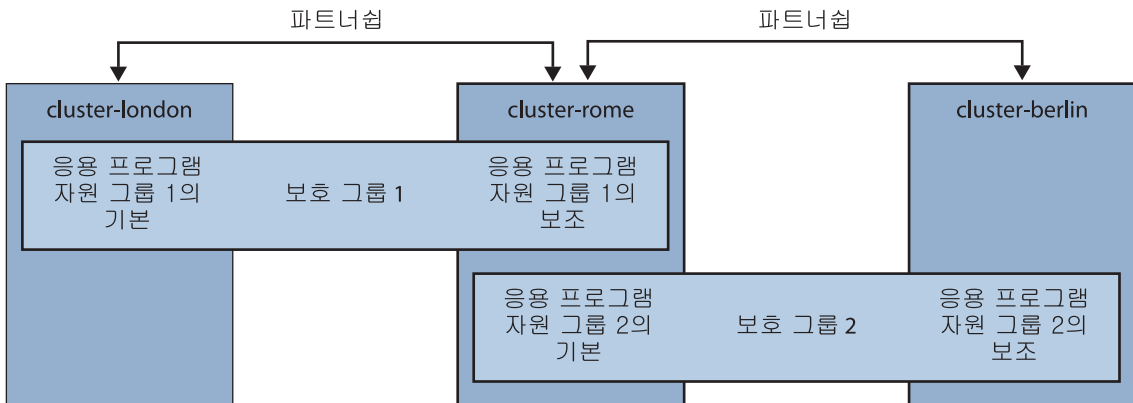 파트너쉽
파트너쉽
cluster-london
cluster-rome
cluster-berlin
응용 프로그램
자원 그룹 1의
기본
보호 그룹 1
응용 프로그램
자원 그룹 1의
보조
응용 프로그램
자원 그룹 2의
기본
보호 그룹 2
응용 프로그램
자원 그룹 2의
보조